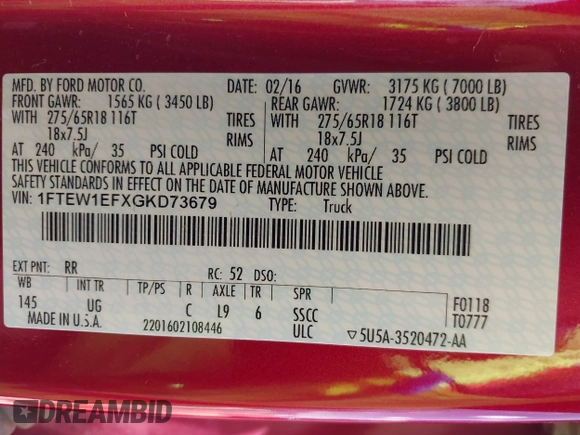 MFD. BY FORD MOTOR CO. DATE: 02/16 GVWR: 3175 KG ( 7000 LB)
FRONT GAWR: 1565 KG ( 3450 LB) REAR GAWR: 1724 KG ( 3800 LB)
WITH 275/65R18 116T TIRES WITH 275/65R18 116T TIRES
18x7.5J RIMS 18x7.5J RIMS
AT 240 kPa/ 35 PSI COLD AT 240 kPa/ 35 PSI COLD
THIS VEHICLE CONFORMS TO ALL APPLICABLE FEDERAL MOTOR VEHICLE
SAFETY STANDARDS IN EFFECT ON THE DATE OF MANUFACTURE SHOWN ABOVE.
VIN: 1FTEW1EFXGKD73679 TYPE: Truck
EXT PNT: RR RC: 52 DSO:
WB INT TR TP/PS R AXLE TR SPR F0118
145 UG C L9 6 SSCC T0777
MADE IN U.S.A. 2201602108446 ULC ▽5U5A-3520472-AA
DREAMBID